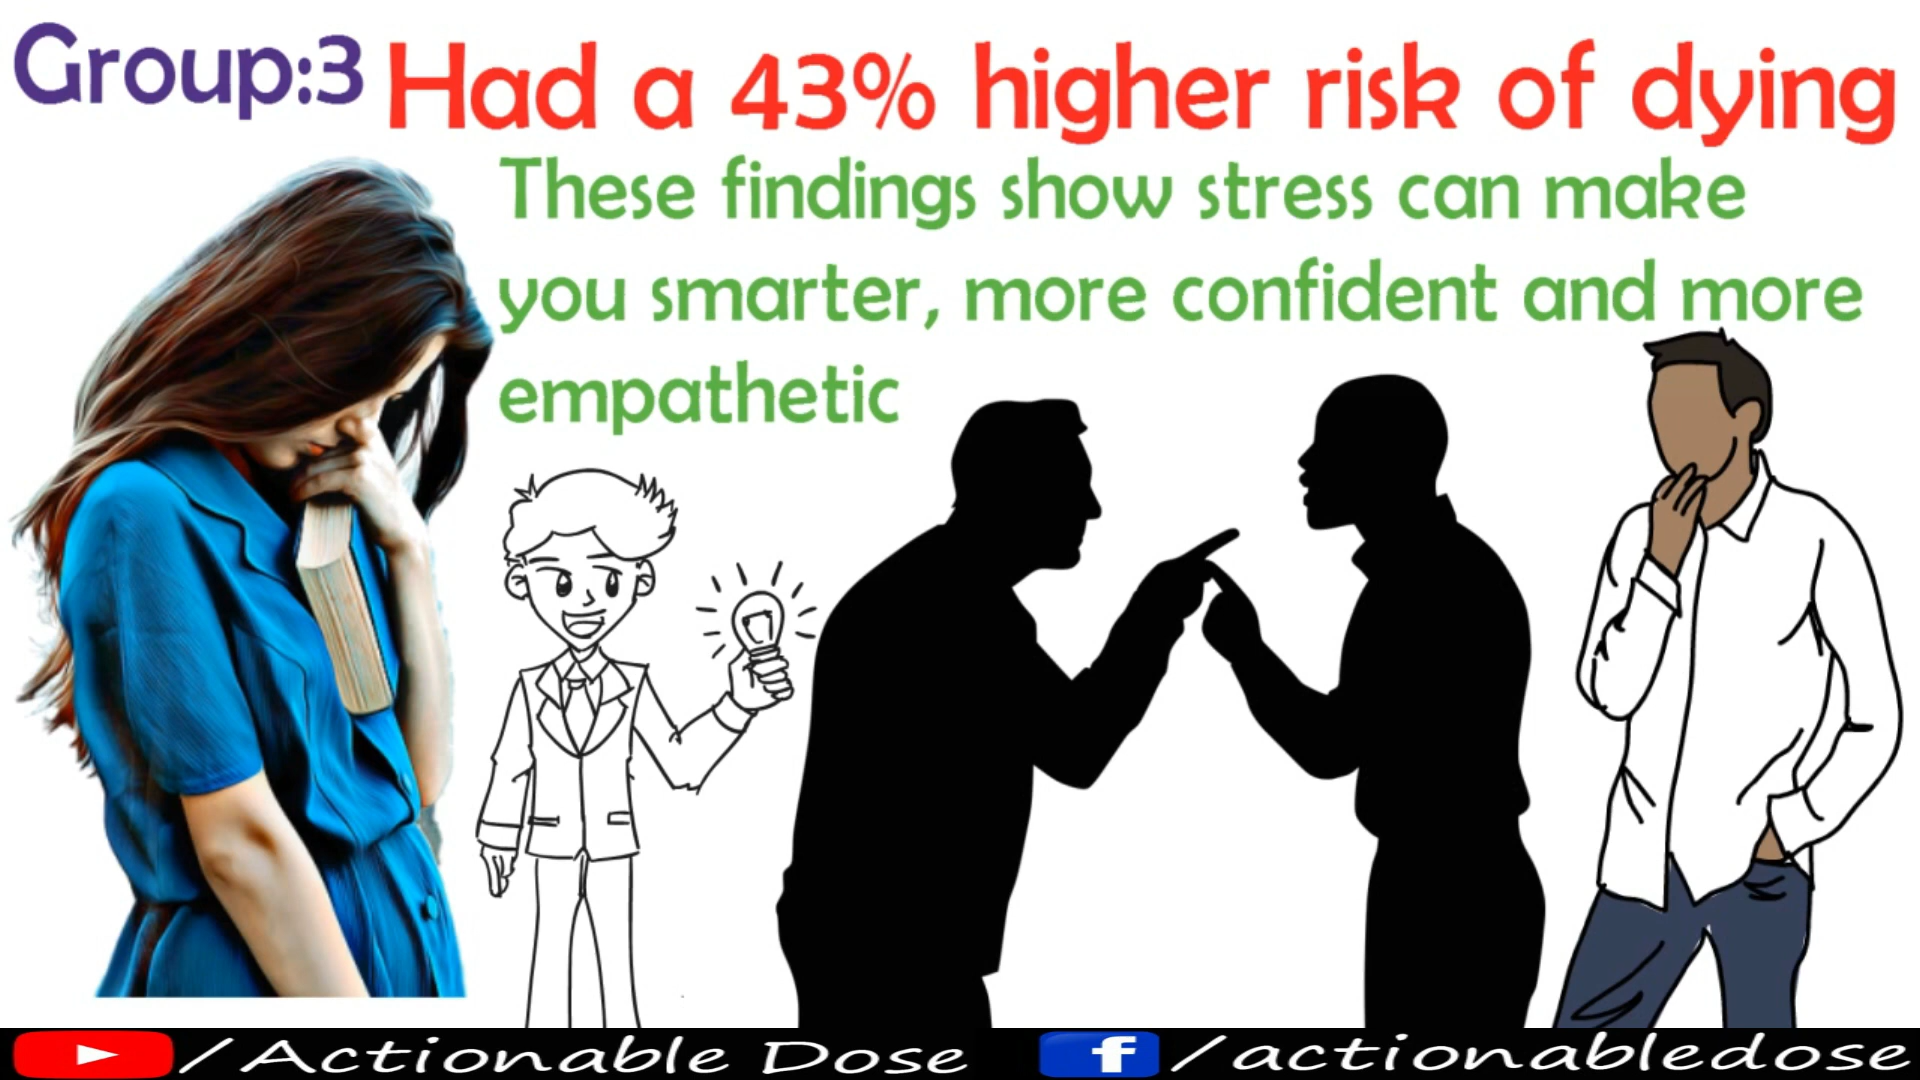 Group:3 Had a 43% higher risk of dying
These findings show stress can make
you smarter, more confident and more
empathetic
/Actionable Dose f /actionabledose